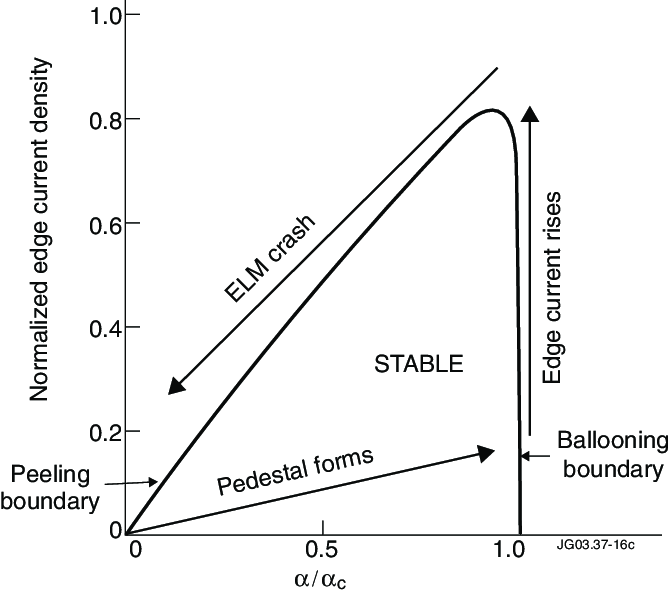 1.0
0.8
0.6
0.4
0.2
0
Normalized edge current density
ELM crash
Edge current rises
STABLE
Pedestal forms
Peeling
boundary
Ballooning
boundary
0
0.5
1.0
JG03.37-16c
α/αc